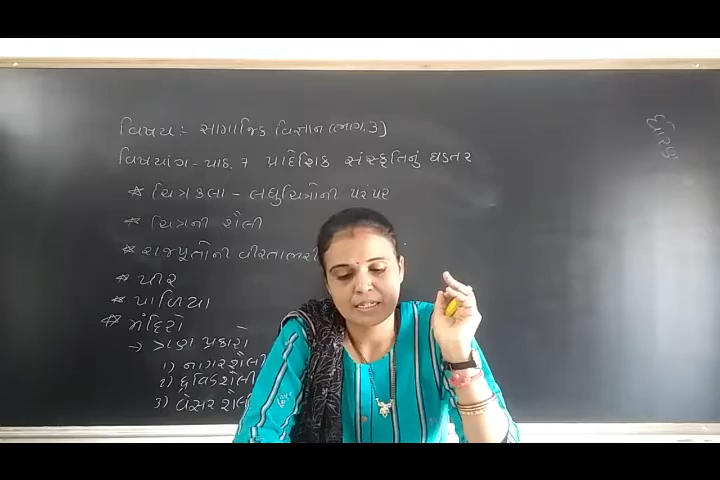 વિષય:- સામાજિક વિજ્ઞાન (ભાગ.3)
વિષયાંગ - પાઠ. 7 પ્રાદેશિક સંસ્કૃતિનું ઘડતર
* ચિત્રકલા - લઘુચિત્રોની પરંપર
* ચિત્રની શૈલી
* રાજપૂતોની વીરતાભરી
* પીર
* પાળિયા
* મંદિરો
→ ત્રણ પ્રકારો
1) નાગરશૈલી
2) દ્રવિડશૈલી
3) વેસર શૈલી